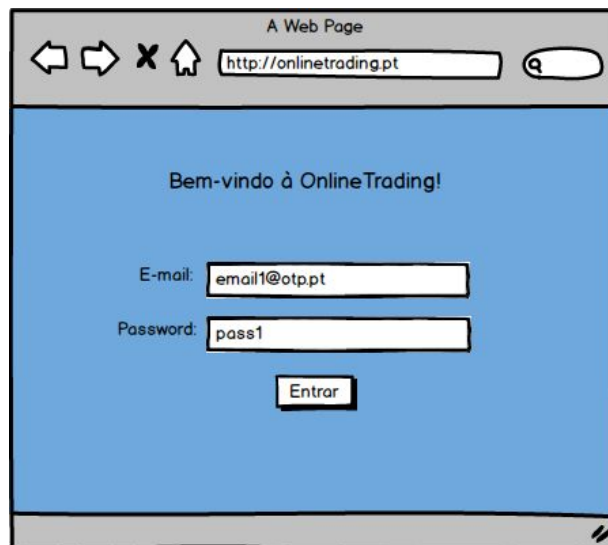 A Web Page
http://onlinetrading.pt
Bem-vindo à OnlineTrading!
E-mail: email1@otp.pt
Password: pass1
Entrar